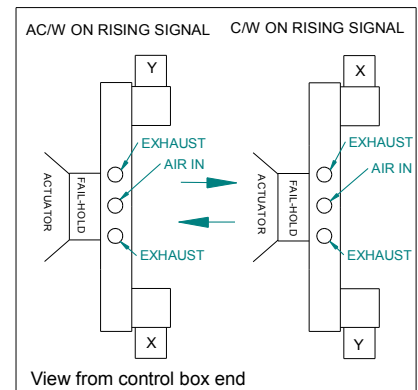 AC/W ON RISING SIGNAL
C/W ON RISING SIGNAL
Y
X
EXHAUST
AIR IN
EXHAUST
FAIL-HOLD
ACTUATOR
EXHAUST
AIR IN
EXHAUST
FAIL-HOLD
ACTUATOR
X
Y
View from control box end